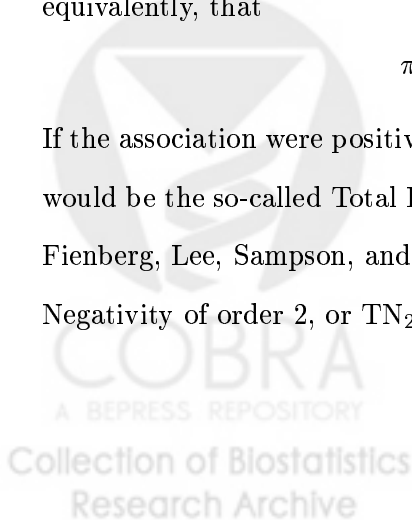 equivalently, that
π
If the association were positiv
would be the so-called Total
Fienberg, Lee, Sampson, and
Negativity of order 2, or TN2
COBRA
A BEPRESS REPOSITORY
Collection of Biostatistics
Research Archive